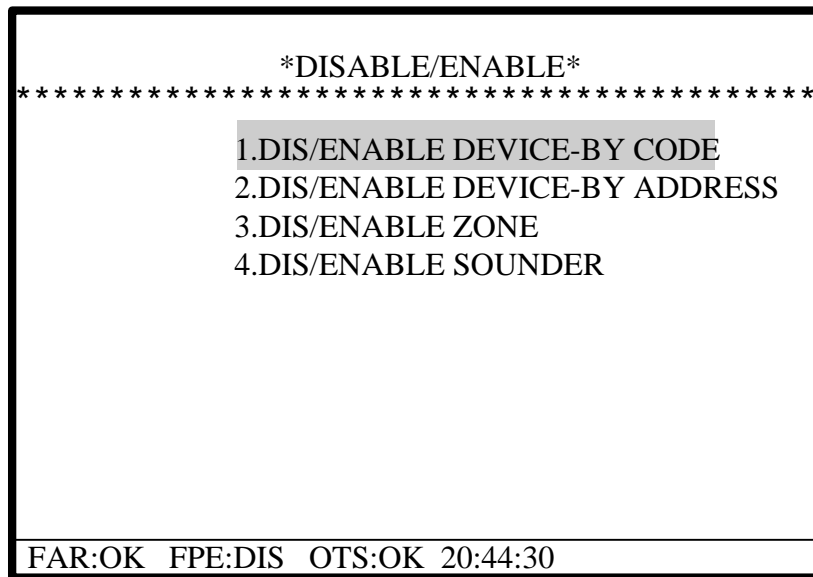 *DISABLE/ENABLE*
*******************************************
1.DIS/ENABLE DEVICE-BY CODE
2.DIS/ENABLE DEVICE-BY ADDRESS
3.DIS/ENABLE ZONE
4.DIS/ENABLE SOUNDER
FAR:OK FPE:DIS OTS:OK 20:44:30